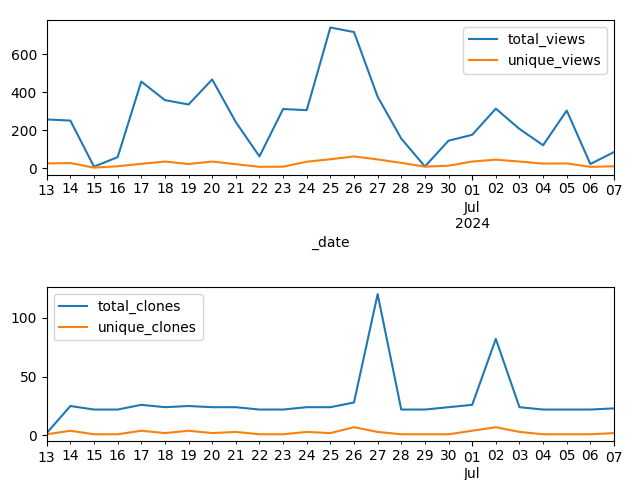 600
400
200
0
total_views
unique_views
13 14 15 16 17 18 19 20 21 22 23 24 25 26 27 28 29 30 01 02 03 04 05 06 07
Jul
2024
_date
100
50
0
total_clones
unique_clones
13 14 15 16 17 18 19 20 21 22 23 24 25 26 27 28 29 30 01 02 03 04 05 06 07
Jul